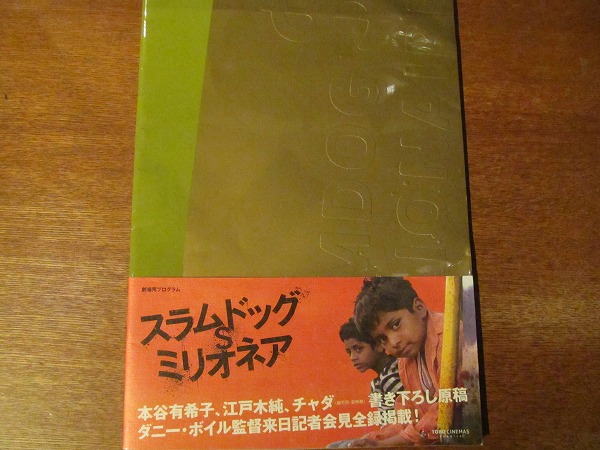 劇場用プログラム
スラムドッグ
$
ミリオネア
本谷有希子、江戸木純、チャダ 書き下ろし原稿
ダニー・ボイル監督来日記者会見全録掲載！
TOHO CINEMAS